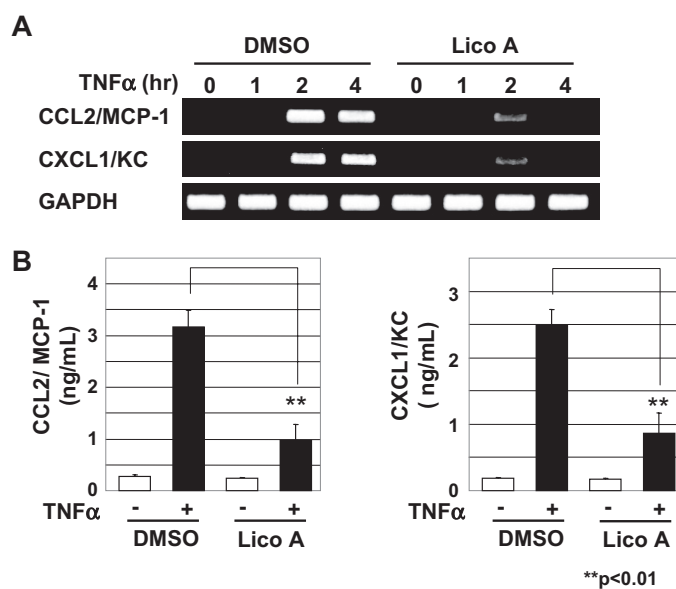 A
DMSO Lico A
TNFα (hr) 0 1 2 4 0 1 2 4
CCL2/MCP-1
CXCL1/KC
GAPDH
B
CCL2/ MCP-1
(ng/mL)
4
3
2
1
0
**
TNFα - + - +
DMSO Lico A
CXCL1/KC
( ng/mL)
3
2
1
0
**
TNFα - + - +
DMSO Lico A
**p<0.01